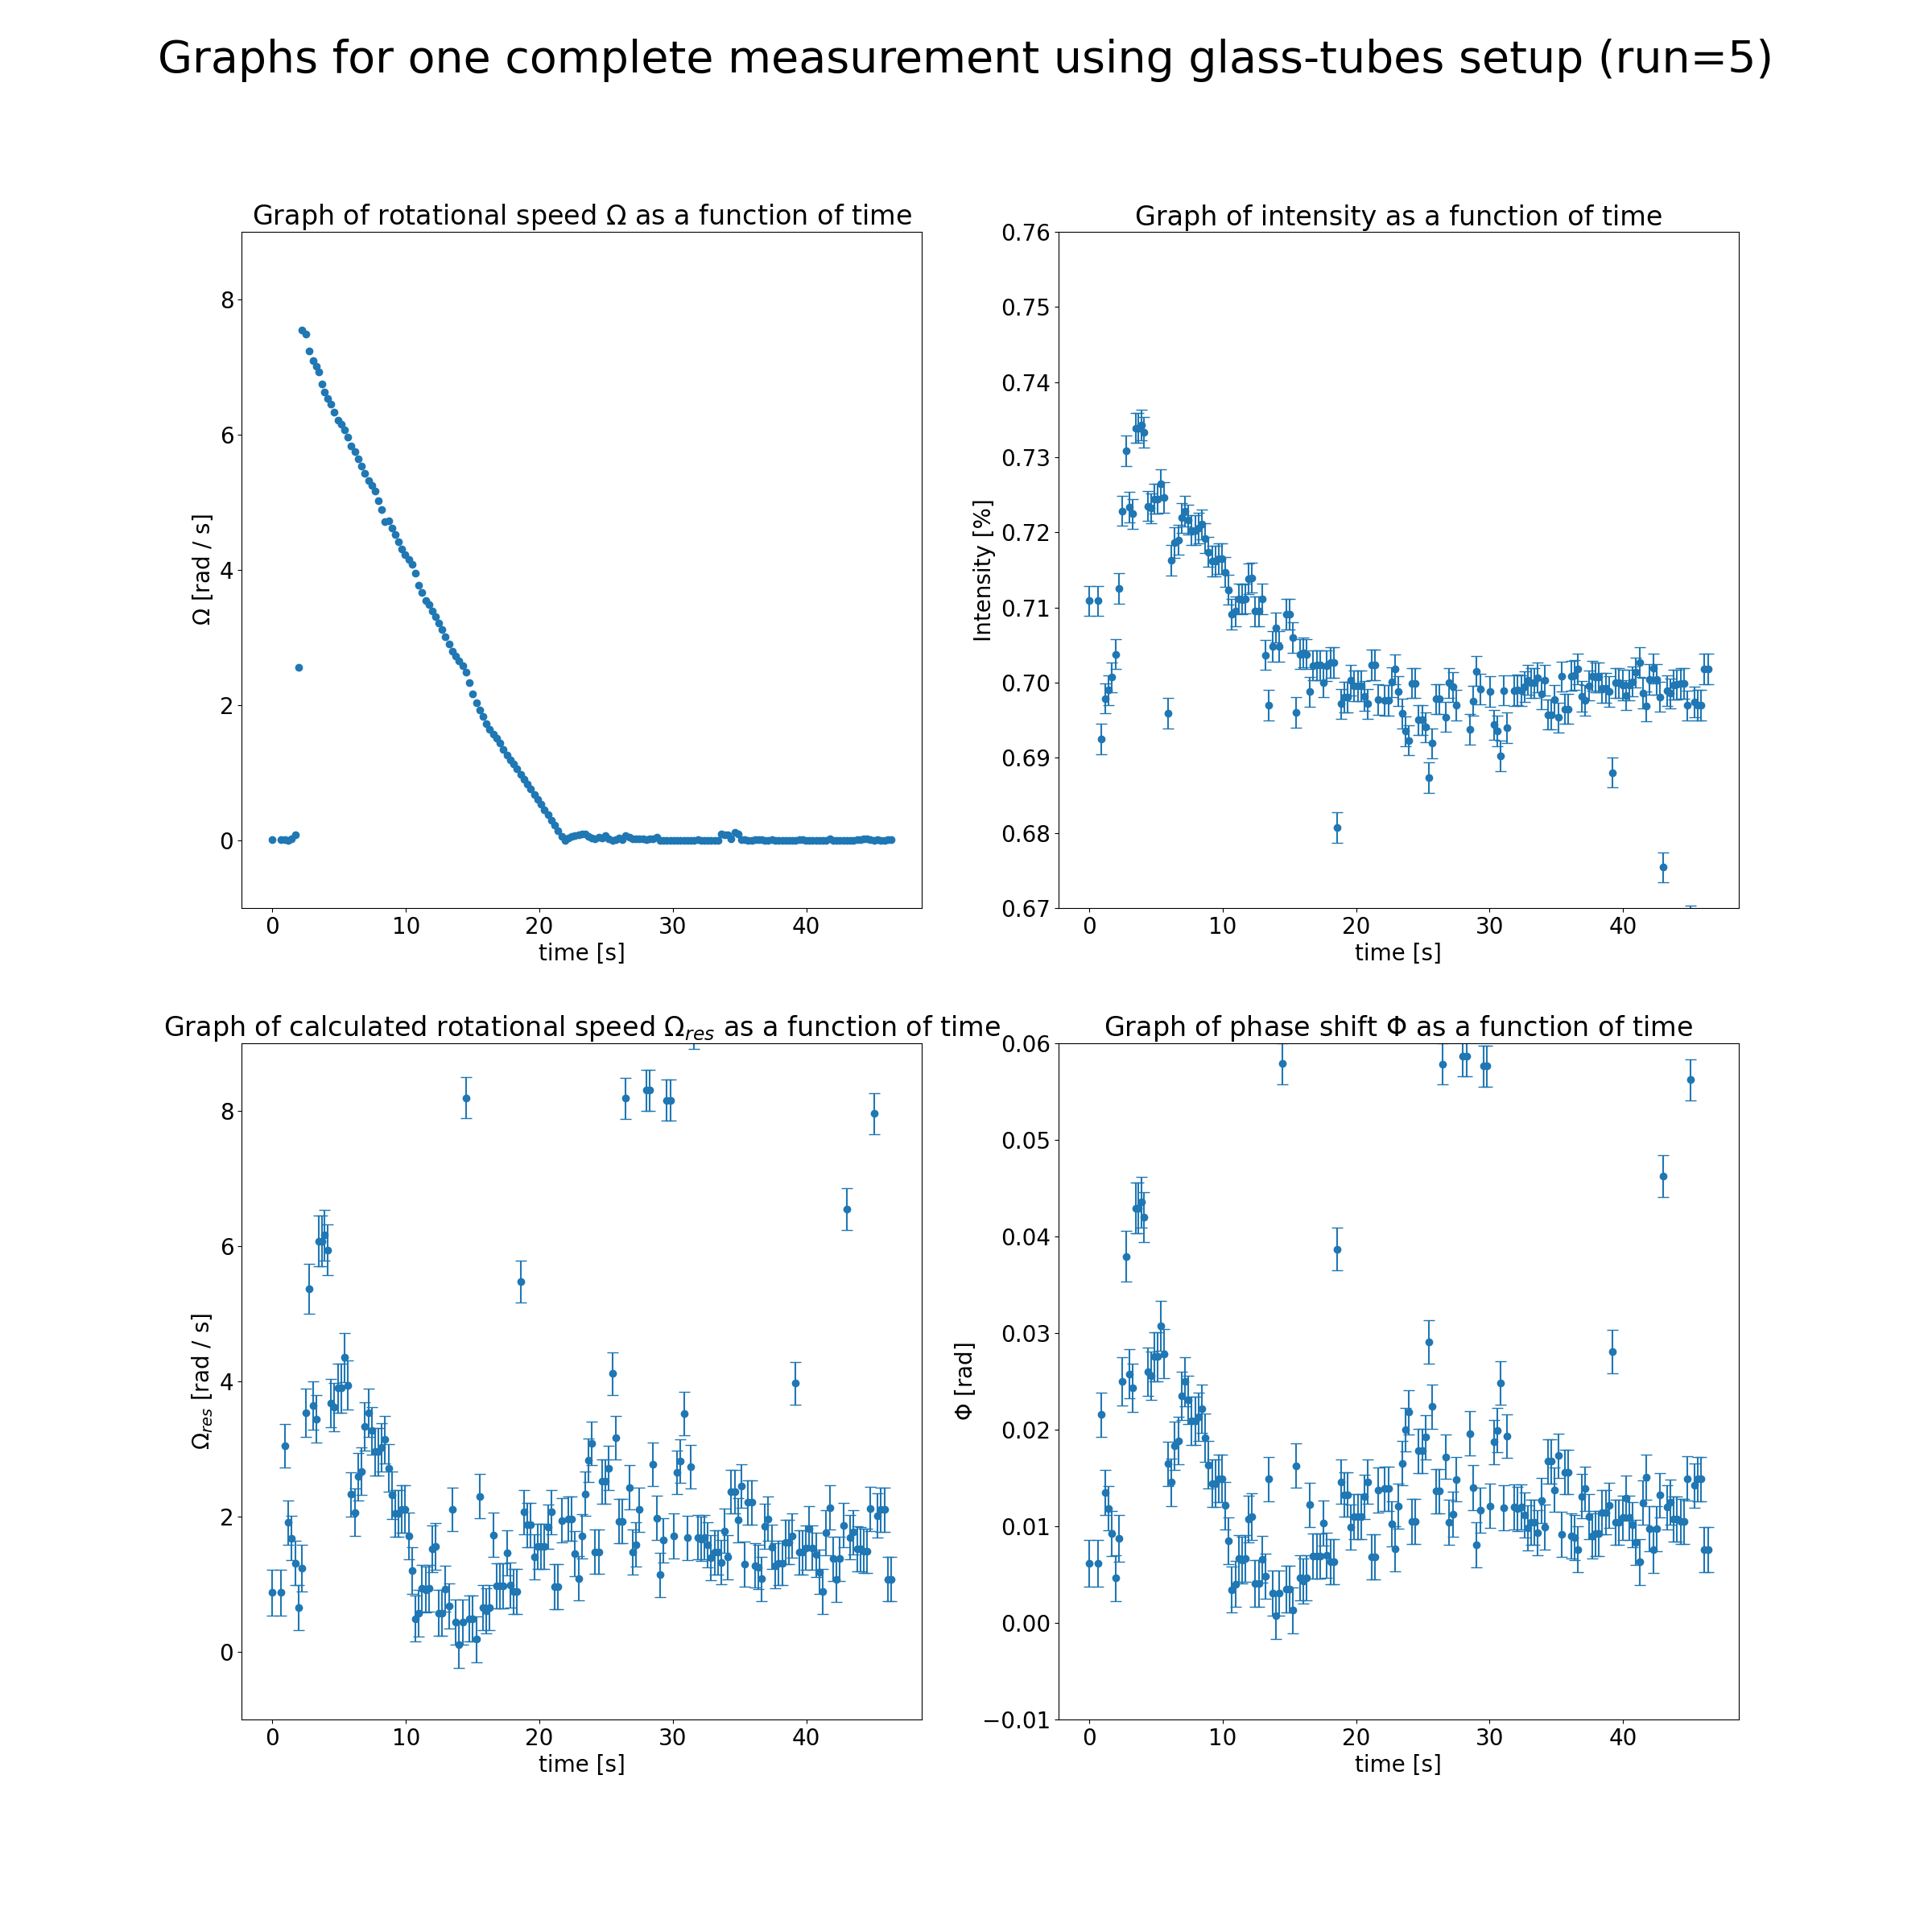 Graphs for one complete measurement using glass-tubes setup (run=5)
Graph of rotational speed Ω as a function of time
8
6
4
2
0
Ω [rad / s]
0 10 20 30 40
time [s]
Graph of intensity as a function of time
0.76
0.75
0.74
0.73
0.72
0.71
0.70
0.69
0.68
0.67
Intensity [%]
0 10 20 30 40
time [s]
Graph of calculated rotational speed Ω_res as a function of time
8
6
4
2
0
Ω_res [rad / s]
0 10 20 30 40
time [s]
Graph of phase shift Φ as a function of time
0.06
0.05
0.04
0.03
0.02
0.01
0.00
−0.01
Φ [rad]
0 10 20 30 40
time [s]